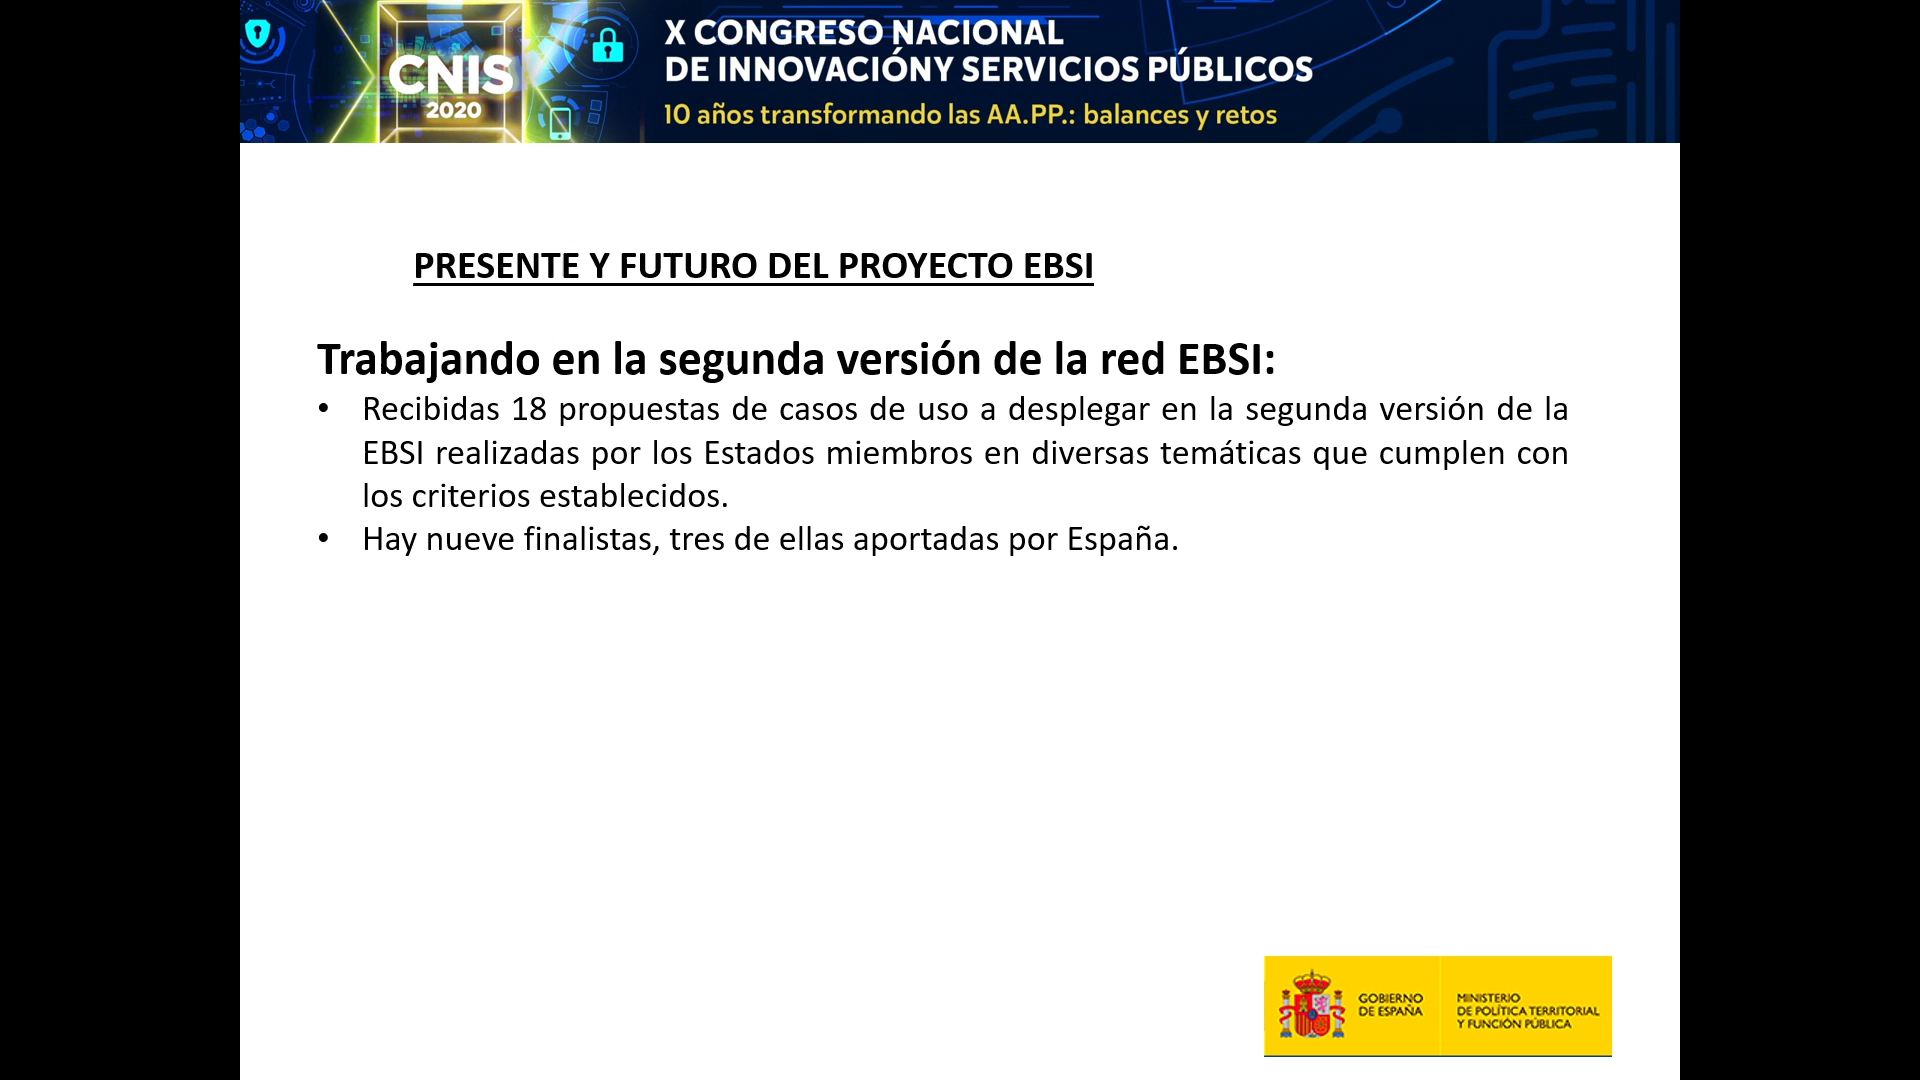 CNIS
2020
X CONGRESO NACIONAL
DE INNOVACIÓNY SERVICIOS PÚBLICOS
10 años transformando las AA.PP.: balances y retos
PRESENTE Y FUTURO DEL PROYECTO EBSI
Trabajando en la segunda versión de la red EBSI:
• Recibidas 18 propuestas de casos de uso a desplegar en la segunda versión de la
EBSI realizadas por los Estados miembros en diversas temáticas que cumplen con
los criterios establecidos.
• Hay nueve finalistas, tres de ellas aportadas por España.
GOBIERNO
DE ESPAÑA
MINISTERIO
DE POLÍTICA TERRITORIAL
Y FUNCIÓN PÚBLICA